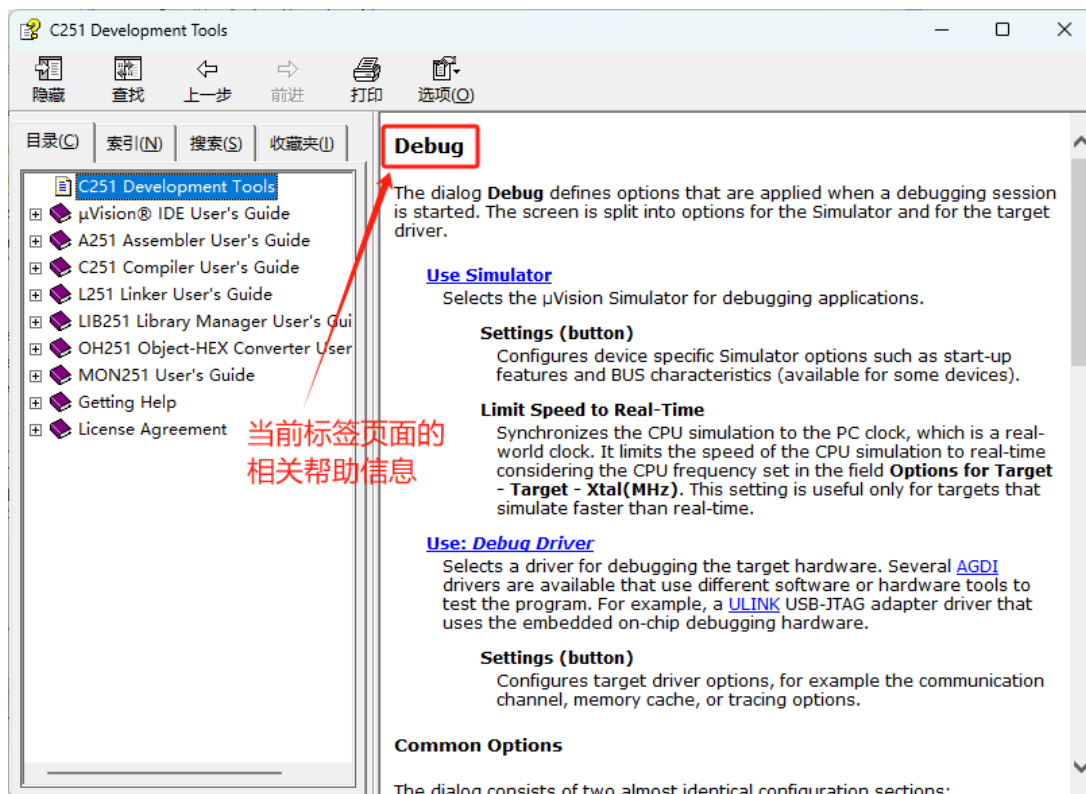 C251 Development Tools
隐藏 查找 上一步 前进 打印 选项(O)
目录(C) 索引(N) 搜索(S) 收藏夹(I)
C251 Development Tools
µVision® IDE User's Guide
A251 Assembler User's Guide
C251 Compiler User's Guide
L251 Linker User's Guide
LIB251 Library Manager User's Gui
OH251 Object-HEX Converter User
MON251 User's Guide
Getting Help
License Agreement
当前标签页面的
相关帮助信息
Debug
The dialog Debug defines options that are applied when a debugging session
is started. The screen is split into options for the Simulator and for the target
driver.
Use Simulator
Selects the µVision Simulator for debugging applications.
Settings (button)
Configures device specific Simulator options such as start-up
features and BUS characteristics (available for some devices).
Limit Speed to Real-Time
Synchronizes the CPU simulation to the PC clock, which is a real-
world clock. It limits the speed of the CPU simulation to real-time
considering the CPU frequency set in the field Options for Target
- Target - Xtal(MHz). This setting is useful only for targets that
simulate faster than real-time.
Use: Debug Driver
Selects a driver for debugging the target hardware. Several AGDI
drivers are available that use different software or hardware tools to
test the program. For example, a ULINK USB-JTAG adapter driver that
uses the embedded on-chip debugging hardware.
Settings (button)
Configures target driver options, for example the communication
channel, memory cache, or tracing options.
Common Options
The dialog consists of two almost identical configuration sections: